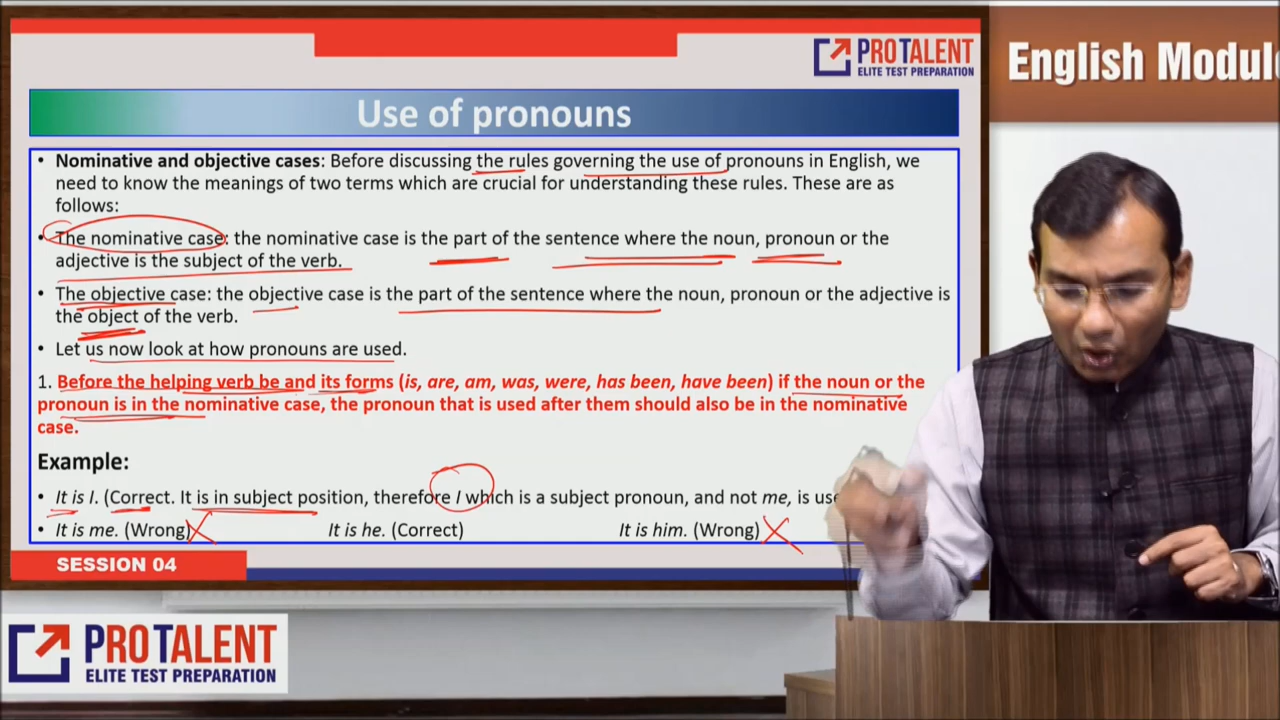 PROTALENT
ELITE TEST PREPARATION
English Module
Use of pronouns
• Nominative and objective cases: Before discussing the rules governing the use of pronouns in English, we
need to know the meanings of two terms which are crucial for understanding these rules. These are as
follows:
• The nominative case: the nominative case is the part of the sentence where the noun, pronoun or the
adjective is the subject of the verb.
• The objective case: the objective case is the part of the sentence where the noun, pronoun or the adjective is
the object of the verb.
• Let us now look at how pronouns are used.
1. Before the helping verb be and its forms (is, are, am, was, were, has been, have been) if the noun or the
pronoun is in the nominative case, the pronoun that is used after them should also be in the nominative
case.
Example:
• It is I. (Correct. It is in subject position, therefore I which is a subject pronoun, and not me, is
• It is me. (Wrong) It is he. (Correct) It is him. (Wrong)
SESSION 04
PROTALENT
ELITE TEST PREPARATION